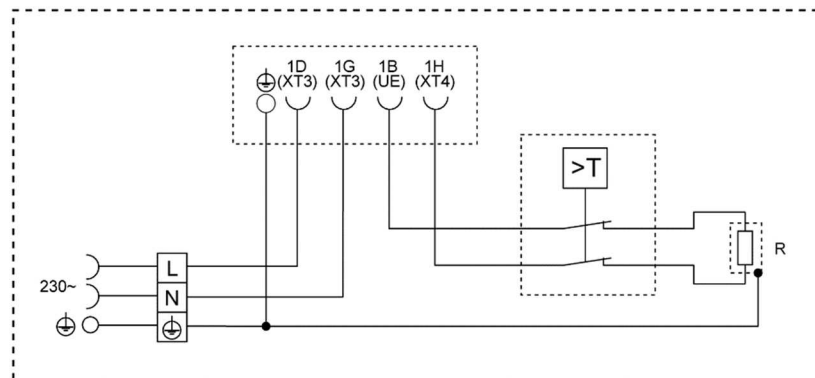 1D 1G 1B 1H
(XT3) (XT3) (UE) (XT4)
>T
R
L
230~
N